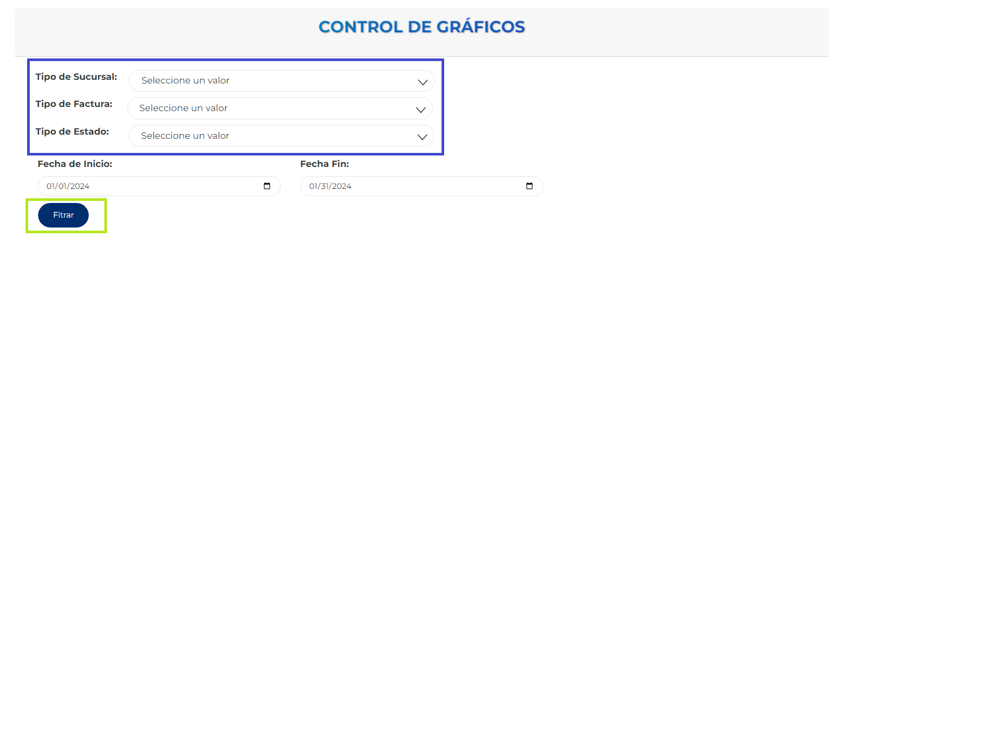 CONTROL DE GRÁFICOS
Tipo de Sucursal: Seleccione un valor
Tipo de Factura: Seleccione un valor
Tipo de Estado: Seleccione un valor
Fecha de Inicio: Fecha Fin:
01/01/2024 01/31/2024
Fitrar